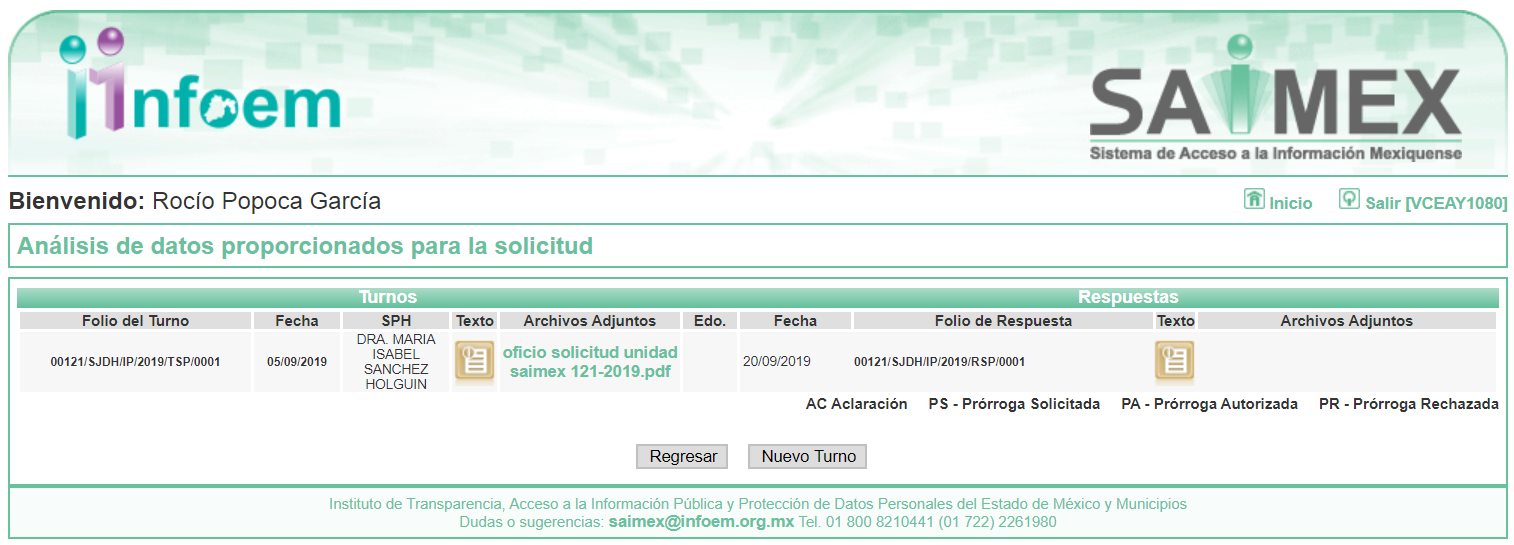 infoem
SAIMEX
Sistema de Acceso a la Información Mexiquense
Bienvenido: Rocío Popoca García
Inicio Salir [VCEAY1080]
Análisis de datos proporcionados para la solicitud
Turnos Respuestas
Folio del Turno Fecha SPH Texto Archivos Adjuntos Edo. Fecha Folio de Respuesta Texto Archivos Adjuntos
00121/SJDH/IP/2019/TSP/0001 05/09/2019
DRA. MARIA
ISABEL
SANCHEZ
HOLGUIN
oficio solicitud unidad
saimex 121-2019.pdf
20/09/2019 00121/SJDH/IP/2019/RSP/0001
AC Aclaración PS - Prórroga Solicitada PA - Prórroga Autorizada PR - Prórroga Rechazada
Regresar Nuevo Turno
Instituto de Transparencia, Acceso a la Información Pública y Protección de Datos Personales del Estado de México y Municipios
Dudas o sugerencias: saimex@infoem.org.mx Tel. 01 800 8210441 (01 722) 2261980